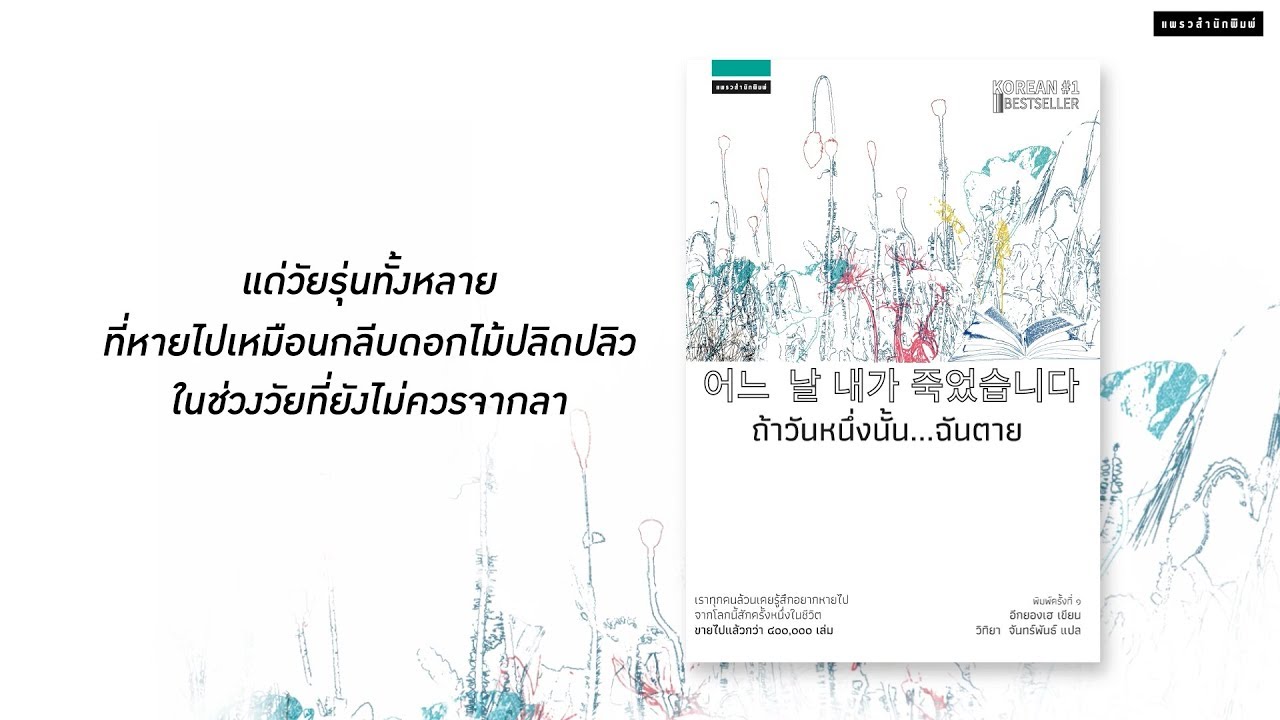 แพรวสำนักพิมพ์
แด่วัยรุ่นทั้งหลาย
ที่หายไปเหมือนกลีบดอกไม้ปลิดปลิว
ในช่วงวัยที่ยังไม่ควรจากลา
แพรวสำนักพิมพ์
KOREAN #1
BESTSELLER
어느 날 내가 죽었습니다
ถ้าวันหนึ่งนั้น...ฉันตาย
เราทุกคนล้วนเคยรู้สึกอยากหายไป
จากโลกนี้สักครั้งหนึ่งในชีวิต
ขายไปแล้วกว่า ๔๐๐,๐๐๐ เล่ม
พิมพ์ครั้งที่ ๑
อีกยองเฮ เขียน
วิทิยา จันทร์พันธ์ แปล